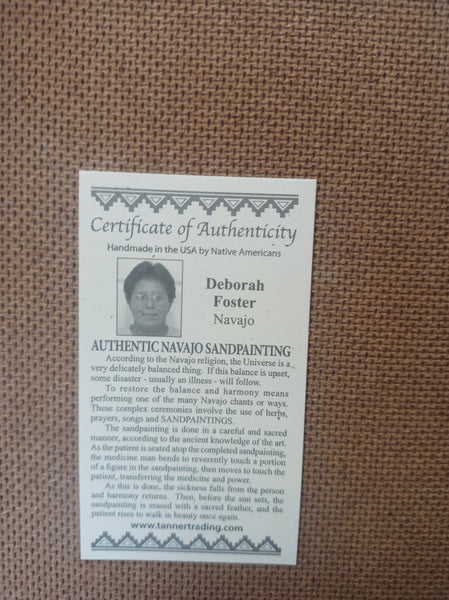 Certificate of Authenticity
Handmade in the USA by Native Americans
Deborah
Foster
Navajo
AUTHENTIC NAVAJO SANDPAINTING
According to the Navajo religion, the Universe is a
very delicately balanced thing. If this balance is upset,
some disaster - usually an illness - will follow.
To restore the balance and harmony means
performing one of the many Navajo chants or ways.
These complex ceremonies involve the use of herbs,
prayers, songs and SANDPAINTINGS.
The sandpainting is done in a careful and sacred
manner, according to the ancient knowledge of the art.
As the patient is seated atop the completed sandpainting,
the medicine man bends to reverently touch a portion
of a figure in the sandpainting, then moves to touch the
patient, transferring the medicine and power.
As this is done, the sickness falls from the person
and harmony returns. Then, before the sun sets, the
sandpainting is erased with a sacred feather, and the
patient rises to walk in beauty once again.
www.tannertrading.com